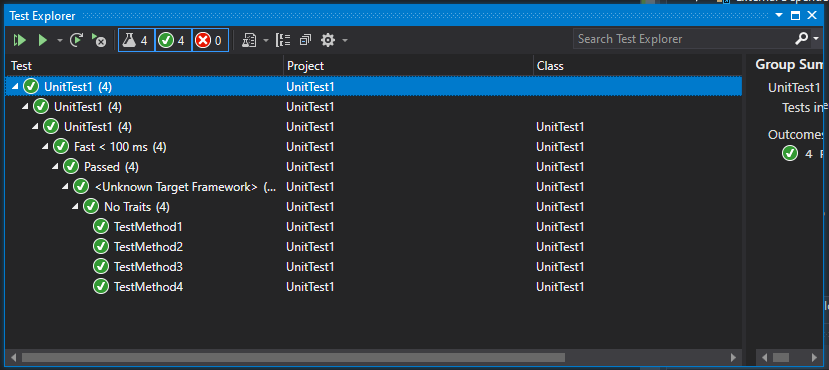 Test Explorer
4 4 0 Search Test Explorer
Test Project Class Group Sum
UnitTest1 (4) UnitTest1 UnitTest1
UnitTest1 (4) UnitTest1 Tests in
UnitTest1 (4) UnitTest1 UnitTest1 Outcomes
Fast < 100 ms (4) UnitTest1 UnitTest1 4
Passed (4) UnitTest1 UnitTest1
<Unknown Target Framework> (... UnitTest1 UnitTest1
No Traits (4) UnitTest1 UnitTest1
TestMethod1 UnitTest1 UnitTest1
TestMethod2 UnitTest1 UnitTest1
TestMethod3 UnitTest1 UnitTest1
TestMethod4 UnitTest1 UnitTest1